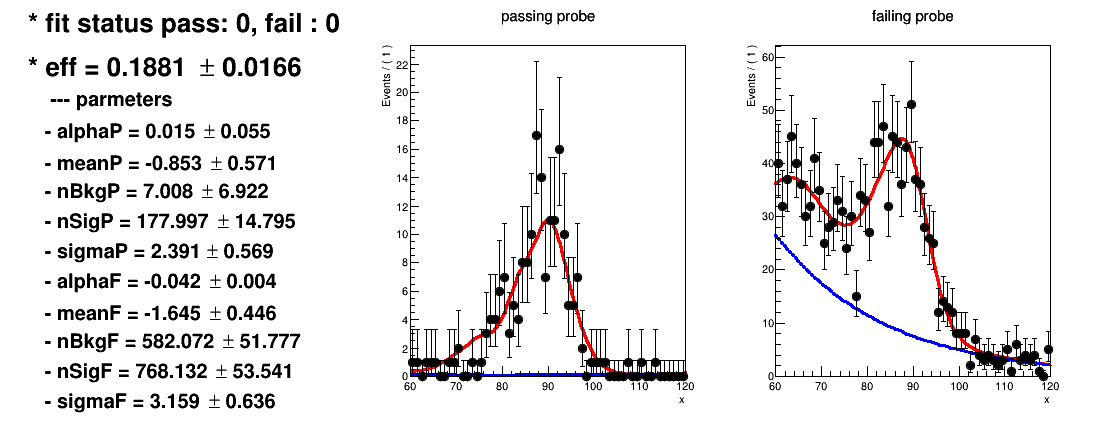 * fit status pass: 0, fail : 0
* eff = 0.1881 ± 0.0166
--- parmeters
- alphaP = 0.015 ± 0.055
- meanP = -0.853 ± 0.571
- nBkgP = 7.008 ± 6.922
- nSigP = 177.997 ± 14.795
- sigmaP = 2.391 ± 0.569
- alphaF = -0.042 ± 0.004
- meanF = -1.645 ± 0.446
- nBkgF = 582.072 ± 51.777
- nSigF = 768.132 ± 53.541
- sigmaF = 3.159 ± 0.636
passing probe
Events / ( 1 )
22
20
18
16
14
12
10
8
6
4
2
0
60 70 80 90 100 110 120
x
failing probe
Events / ( 1 )
60
50
40
30
20
10
0
60 70 80 90 100 110 120
x